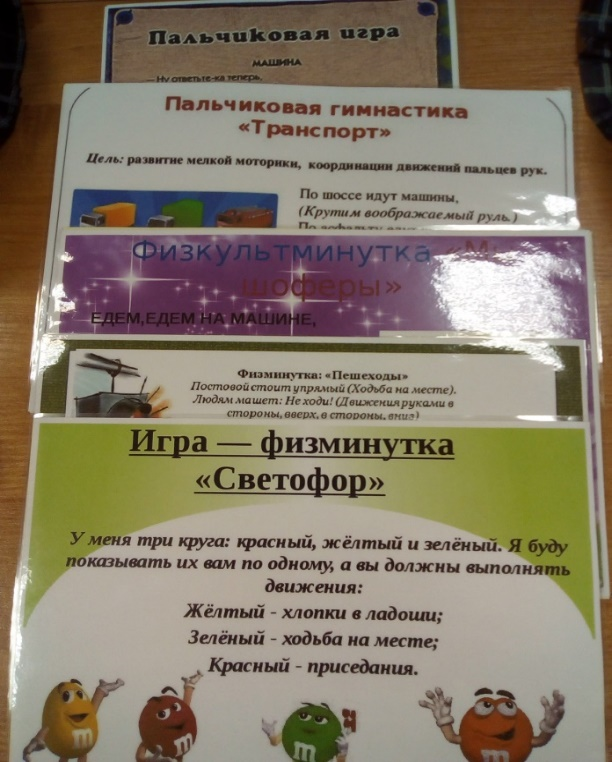 Пальчиковая игра
МАШИНА
— Ну ответьте-ка теперь,
Пальчиковая гимнастика
«Транспорт»
Цель: развитие мелкой моторики, координации движений пальцев рук.
По шоссе идут машины,
(Крутим воображаемый руль.)
Физкультминутка «М
шоферы»
ЕДЕМ,ЕДЕМ НА МАШИНЕ,
Физминутка: «Пешеходы»
Постовой стоит упрямый (Ходьба на месте).
Людям машет: Не ходи! (Движения руками в
стороны, вверх, в стороны, вниз)
Игра — физминутка
«Светофор»
У меня три круга: красный, жёлтый и зелёный. Я буду
показывать их вам по одному, а вы должны выполнять
движения:
Жёлтый - хлопки в ладоши;
Зелёный - ходьба на месте;
Красный - приседания.
m
m
m
m